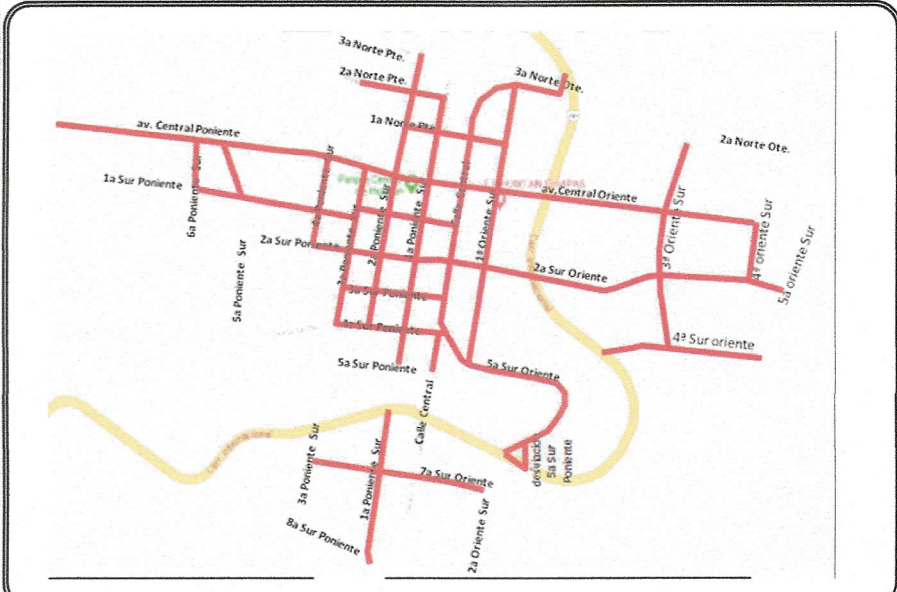 3a Norte Pte.
2a Norte Pte.
3a Norte Ote.
1a Norte Pte.
av. Central Poniente
2a Norte Ote.
1a Sur Poniente
av.Central Oriente
6a Poniente Sur
2a Poniente Sur
1a Poniente Sur
Calle Central
1ª Oriente Sur
3ª Oriente Sur
4ª oriente Sur
5a oriente Sur
2a Sur Poniente
5a Poniente Sur
2a Sur Oriente
3a Sur Poniente
4a Sur Poniente
4ª Sur oriente
5a Sur Poniente
5a Sur Oriente
Calle Central
desviacion
5a Sur
Poniente
3a Poniente Sur
1a Poniente Sur
7a Sur Oriente
8a Sur Poniente
2a Oriente Sur